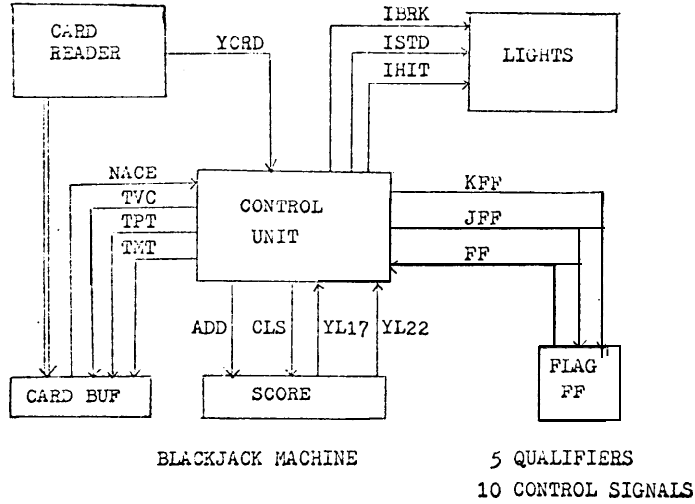 CARD
READER
YCRD
IBRK
ISTD
IHIT
LIGHTS
NACE
TVC
TPT
TMT
CONTROL
UNIT
KFF
JFF
FF
ADD
CLS
YL17
YL22
CARD BUF
SCORE
FLAG
FF
BLACKJACK MACHINE
5 QUALIFIERS
10 CONTROL SIGNALS